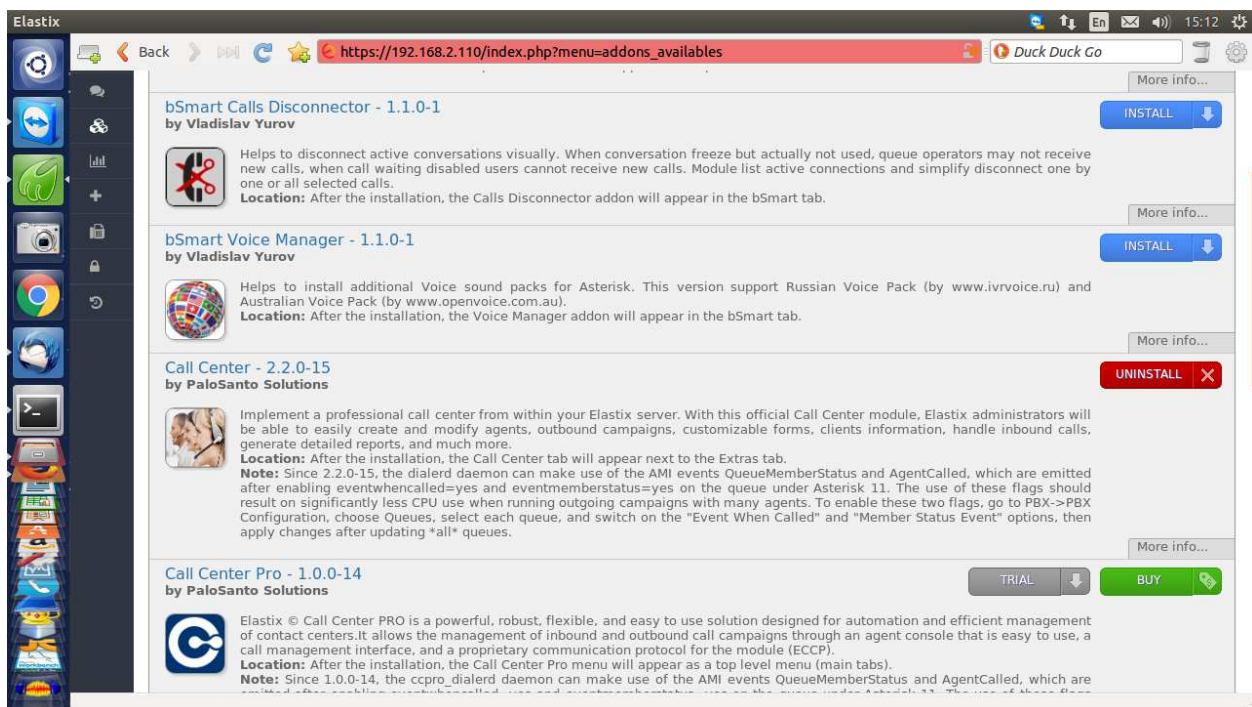 Elastix
En
15:12
Back
https://192.168.2.110/index.php?menu=addons_availables
Duck Duck Go
More info...
bSmart Calls Disconnector - 1.1.0-1
INSTALL
by Vladislav Yurov
Helps to disconnect active conversations visually. When conversation freeze but actually not used, queue operators may not receive
new calls, when call waiting disabled users cannot receive new calls. Module list active connections and simplify disconnect one by
one or all selected calls.
Location: After the installation, the Calls Disconnector addon will appear in the bSmart tab.
More info...
bSmart Voice Manager - 1.1.0-1
INSTALL
by Vladislav Yurov
Helps to install additional Voice sound packs for Asterisk. This version support Russian Voice Pack (by www.ivrvoice.ru) and
Australian Voice Pack (by www.openvoice.com.au).
Location: After the installation, the Voice Manager addon will appear in the bSmart tab.
More info...
Call Center - 2.2.0-15
UNINSTALL
by PaloSanto Solutions
Implement a professional call center from within your Elastix server. With this official Call Center module, Elastix administrators will
be able to easily create and modify agents, outbound campaigns, customizable forms, clients information, handle inbound calls,
generate detailed reports, and much more.
Location: After the installation, the Call Center tab will appear next to the Extras tab.
Note: Since 2.2.0-15, the dialerd daemon can make use of the AMI events QueueMemberStatus and AgentCalled, which are emitted
after enabling eventwhencalled=yes and eventmemberstatus=yes on the queue under Asterisk 11. The use of these flags should
result on significantly less CPU use when running outgoing campaigns with many agents. To enable these two flags, go to PBX->PBX
Configuration, choose Queues, select each queue, and switch on the "Event When Called" and "Member Status Event" options, then
apply changes after updating *all* queues.
More info...
Call Center Pro - 1.0.0-14
TRIAL
BUY
by PaloSanto Solutions
Elastix © Call Center PRO is a powerful, robust, flexible, and easy to use solution designed for automation and efficient management
of contact centers.It allows the management of inbound and outbound call campaigns through an agent console that is easy to use, a
call management interface, and a proprietary communication protocol for the module (ECCP).
Location: After the installation, the Call Center Pro menu will appear as a top level menu (main tabs).
Note: Since 1.0.0-14, the ccpro_dialerd daemon can make use of the AMI events QueueMemberStatus and AgentCalled, which are